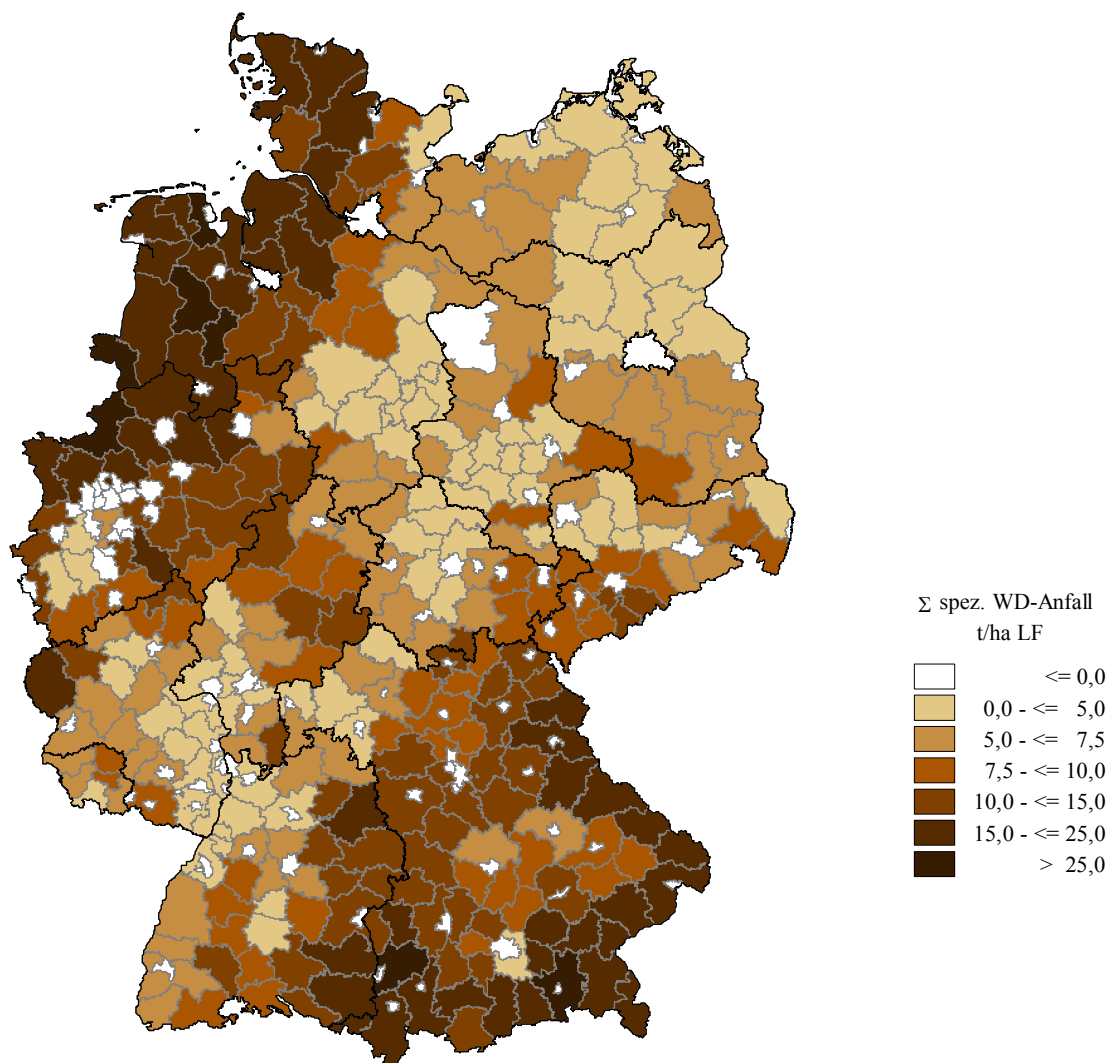 Σ spez. WD-Anfall
t/ha LF
<= 0,0
0,0 - <= 5,0
5,0 - <= 7,5
7,5 - <= 10,0
10,0 - <= 15,0
15,0 - <= 25,0
> 25,0